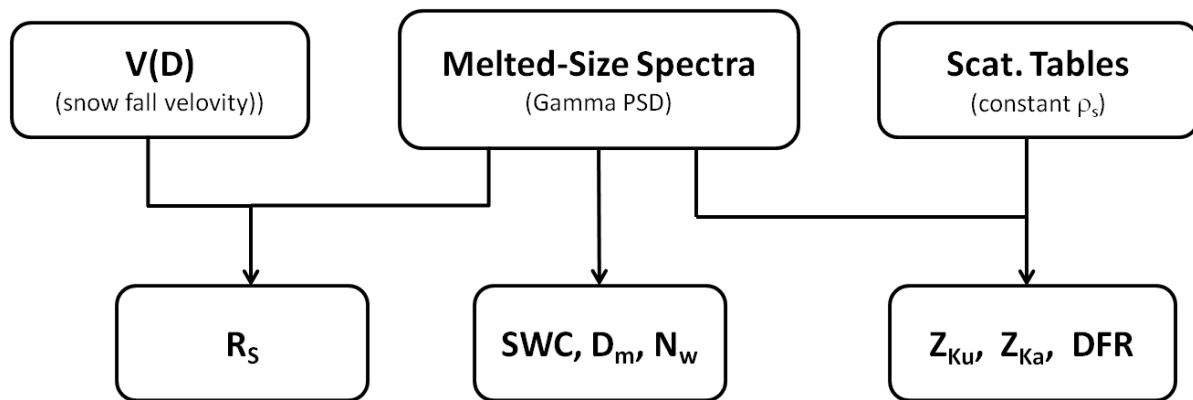 V(D)
(snow fall velovity))
Melted-Size Spectra
(Gamma PSD)
Scat. Tables
(constant ρs)
RS
SWC, Dm, Nw
ZKu, ZKa, DFR